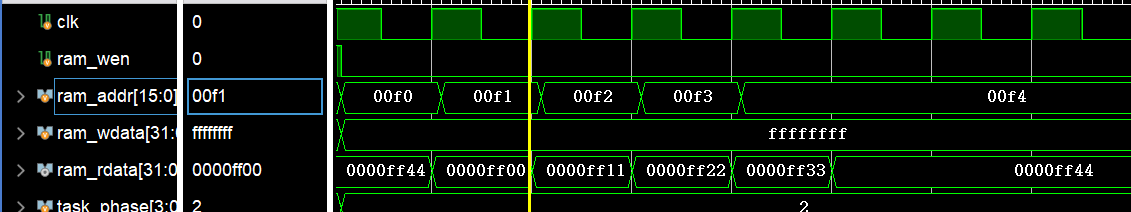 clk 0
ram_wen 0
ram_addr[15:0] 00f1 00f0 00f1 00f2 00f3 00f4
ram_wdata[31:0 ffffffff ffffffff
ram_rdata[31:0 0000ff00 0000ff44 0000ff00 0000ff11 0000ff22 0000ff33 0000ff44
task_phase[3:0 2 2